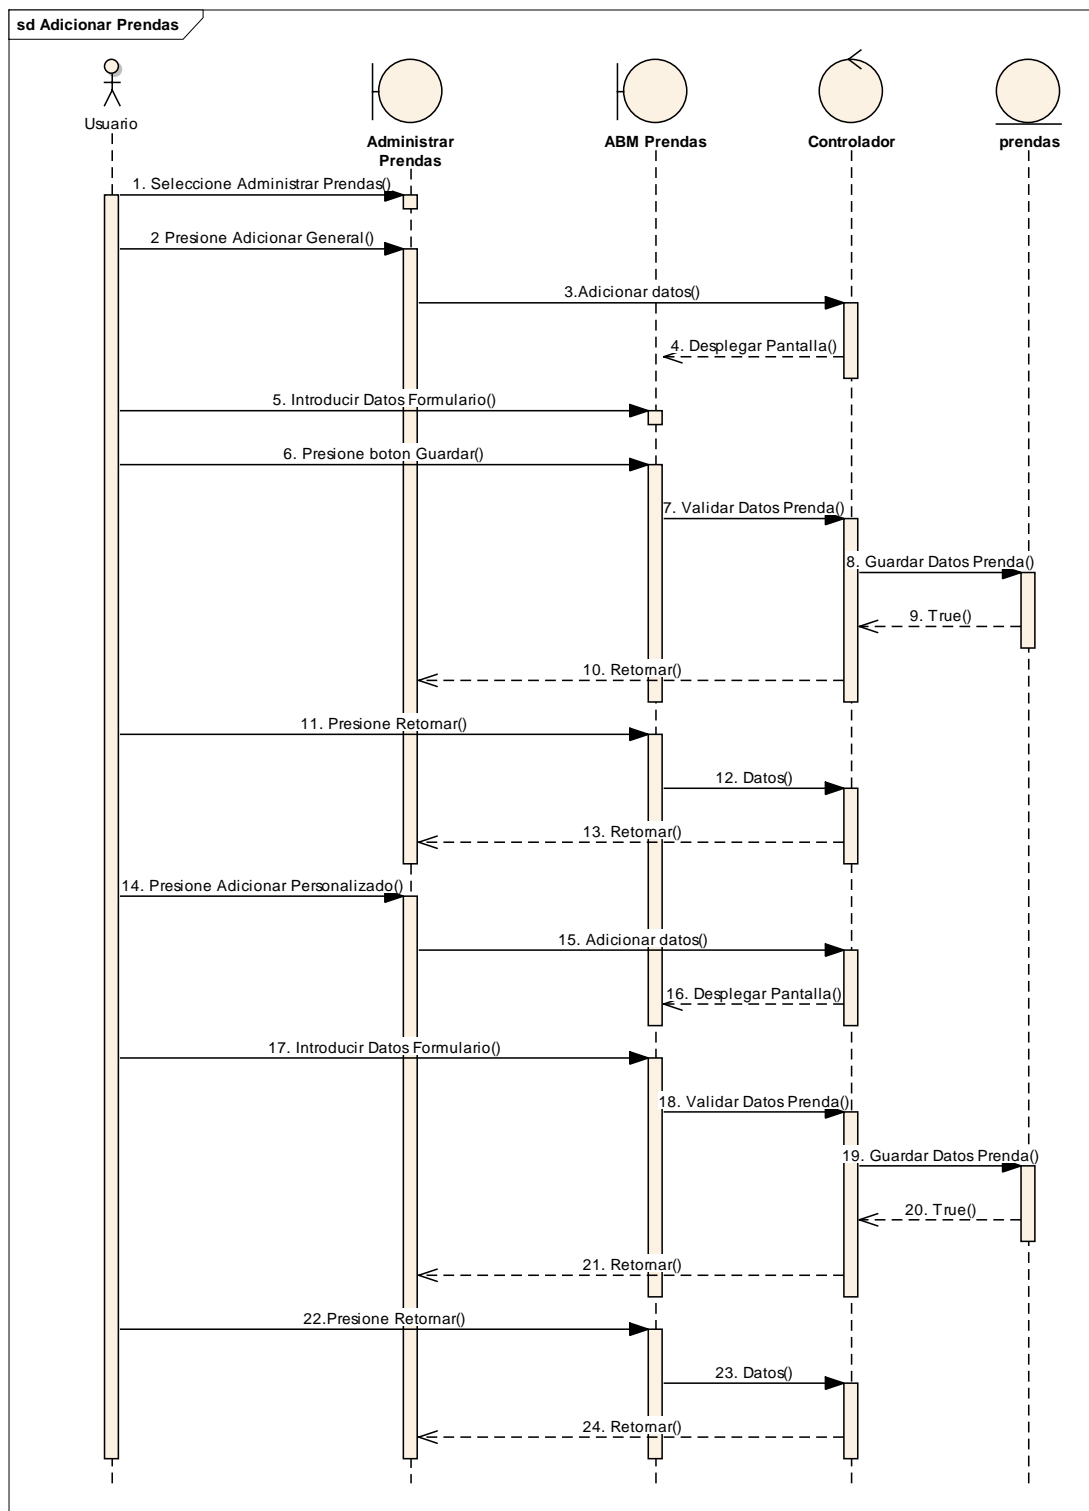 sd Adicionar Prendas
Usuario
Administrar
Prendas
ABM Prendas
Controlador
prendas
1. Seleccione Administrar Prendas()
2 Presione Adicionar General()
3.Adicionar datos()
4. Desplegar Pantalla()
5. Introducir Datos Formulario()
6. Presione boton Guardar()
7. Validar Datos Prenda()
8. Guardar Datos Prenda()
9. True()
10. Retornar()
11. Presione Retornar()
12. Datos()
13. Retornar()
14. Presione Adicionar Personalizado()
15. Adicionar datos()
16. Desplegar Pantalla()
17. Introducir Datos Formulario()
18. Validar Datos Prenda()
19. Guardar Datos Prenda()
20. True()
21. Retornar()
22.Presione Retornar()
23. Datos()
24. Retornar()